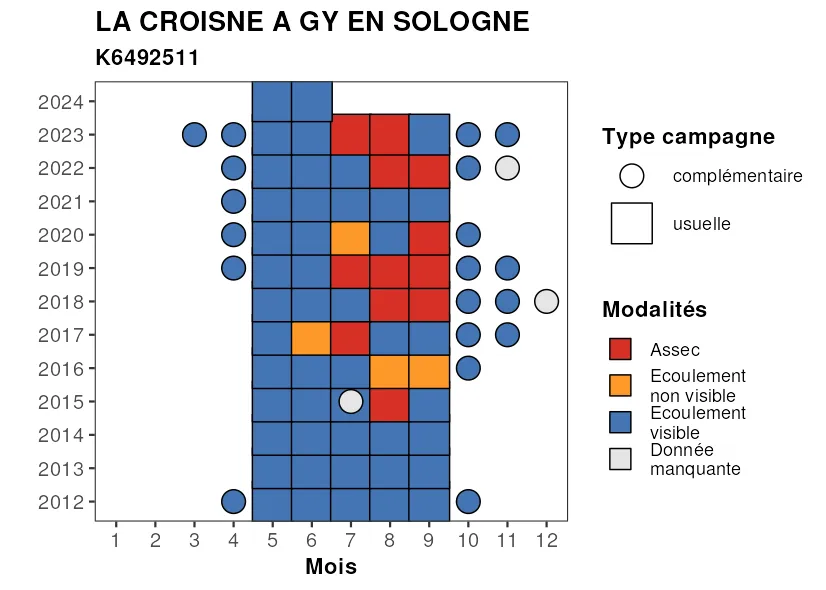 LA CROISNE A GY EN SOLOGNE
K6492511
2024
2023
2022
2021
2020
2019
2018
2017
2016
2015
2014
2013
2012
1 2 3 4 5 6 7 8 9 10 11 12
Mois
Type campagne
complémentaire
usuelle
Modalités
Assec
Ecoulement
non visible
Ecoulement
visible
Donnée
manquante